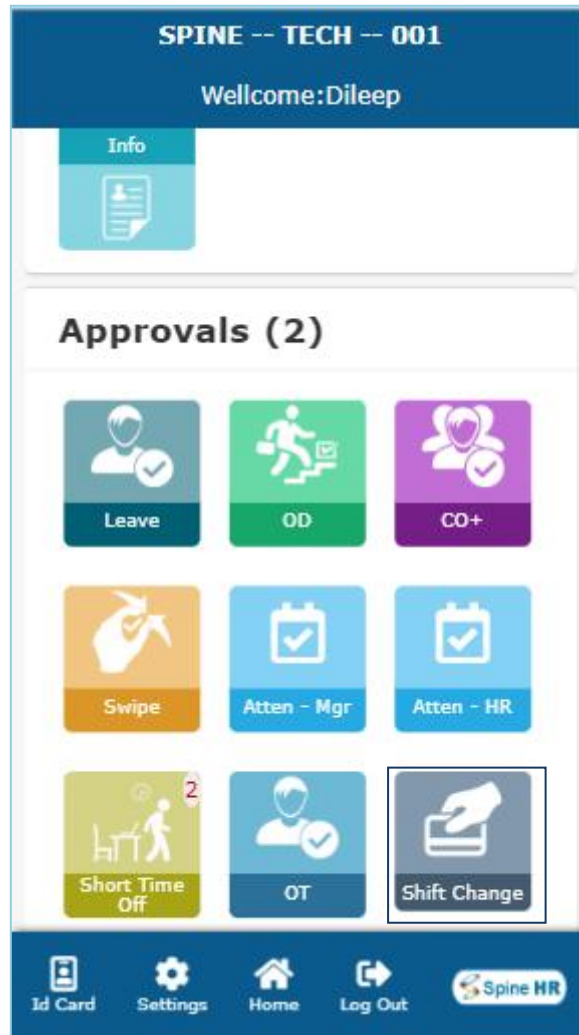 SPINE -- TECH -- 001
Wellcome:Dileep
Info
Approvals (2)
Leave
OD
CO+
Swipe
Atten - Mgr
Atten - HR
2
Short Time
Off
OT
Shift Change
Id Card
Settings
Home
Log Out
Spine HR